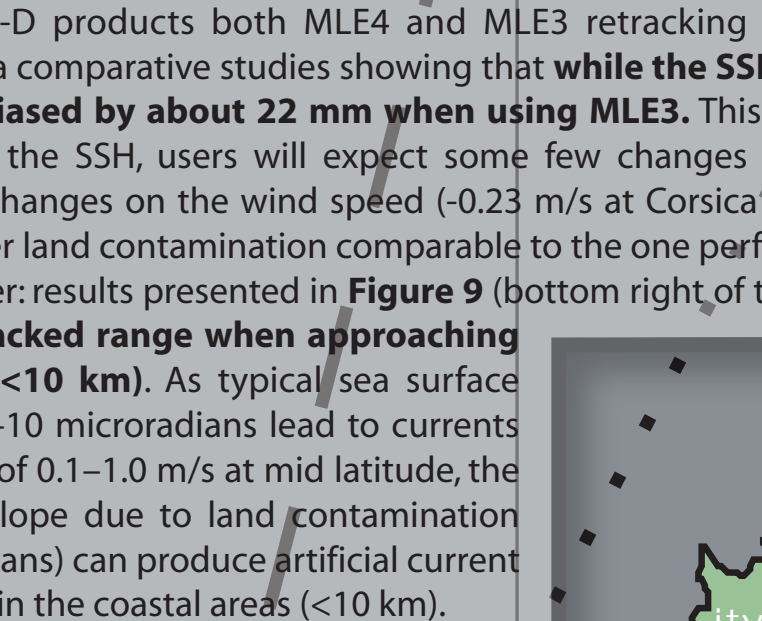 -D products both MLE4 and MLE3 retracking
a comparative studies showing that while the SSH
iased by about 22 mm when using MLE3. This
the SSH, users will expect some few changes
hanges on the wind speed (-0.23 m/s at Corsica'
er land contamination comparable to the one perf
er: results presented in Figure 9 (bottom right of t
acked range when approaching
<10 km). As typical sea surface
-10 microradians lead to currents
of 0.1–1.0 m/s at mid latitude, the
lope due to land contamination
ans) can produce artificial current
in the coastal areas (<10 km).
ity